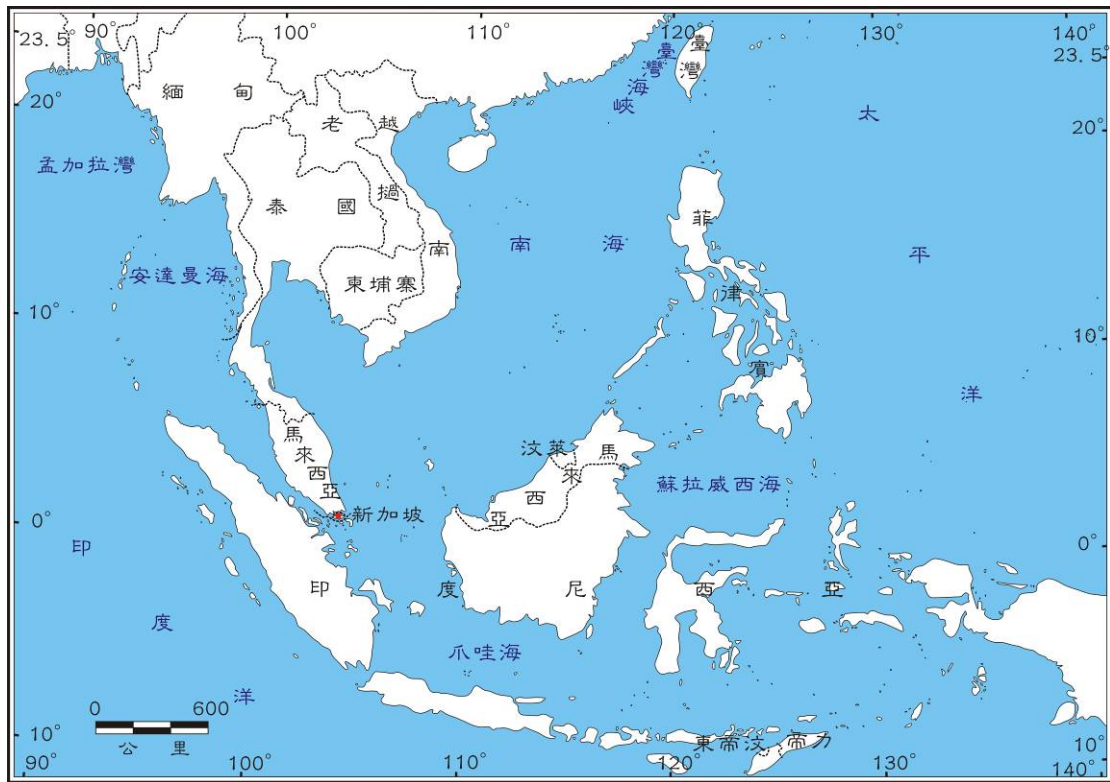 90° 100° 110° 120° 130° 140°
23.5° 23.5°
臺灣
臺灣海峽
緬甸
太平洋
20° 20°
老撾
越南
孟加拉灣
泰國
菲律賓
南海
安達曼海
柬埔寨
10° 10°
馬來西亞
汶萊
馬來西亞
蘇拉威西海
新加坡
0° 0°
印度洋
印度尼西亞
爪哇海
0 600
公里
10° 10°
東帝汶 帝力
90° 100° 110° 120° 130° 140°